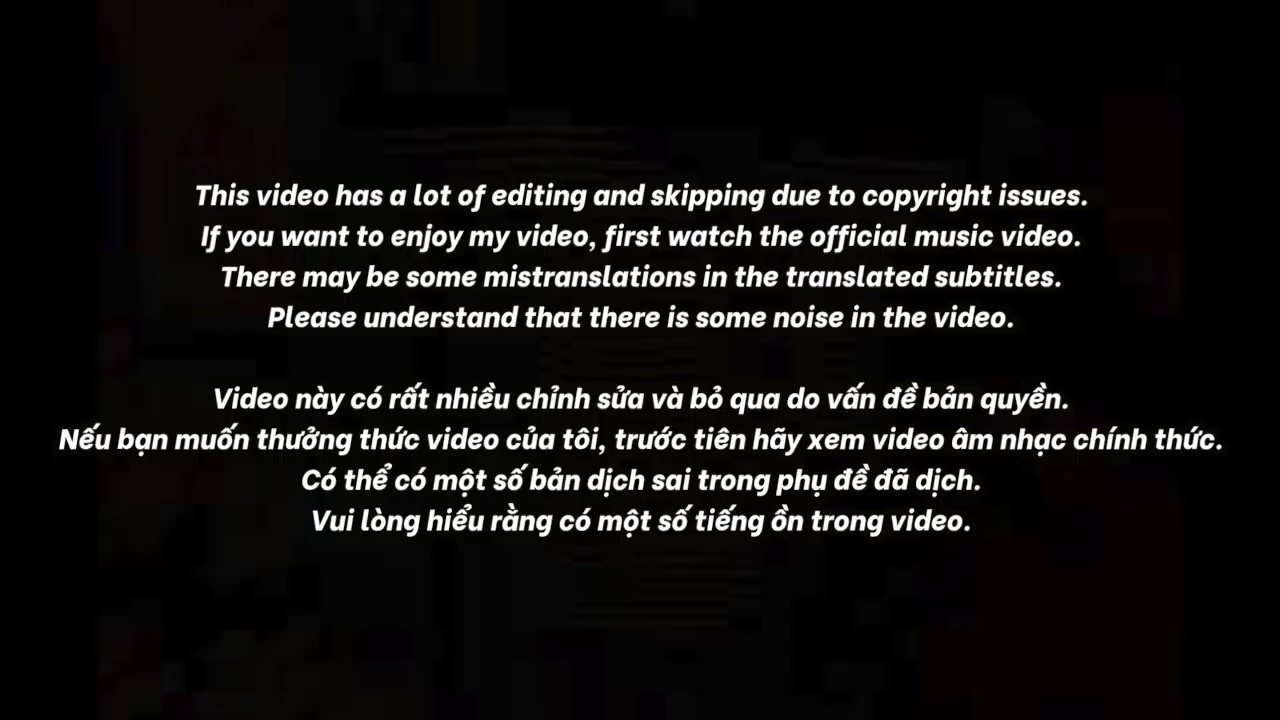 This video has a lot of editing and skipping due to copyright issues.
If you want to enjoy my video, first watch the official music video.
There may be some mistranslations in the translated subtitles.
Please understand that there is some noise in the video.
Video này có rất nhiều chỉnh sửa và bỏ qua do vấn đề bản quyền.
Nếu bạn muốn thưởng thức video của tôi, trước tiên hãy xem video âm nhạc chính thức.
Có thể có một số bản dịch sai trong phụ đề đã dịch.
Vui lòng hiểu rằng có một số tiếng ồn trong video.